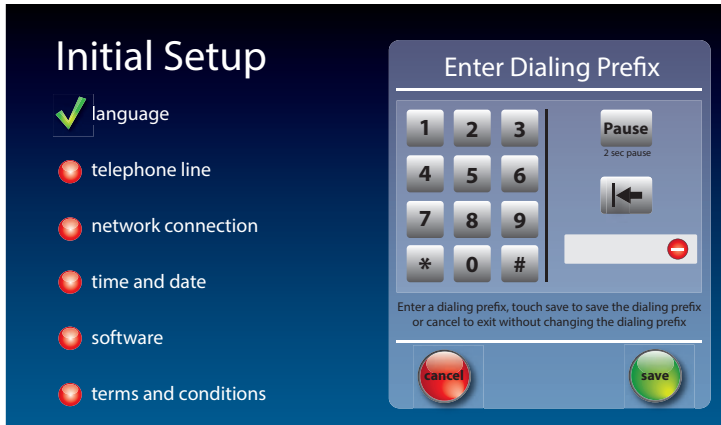 Initial Setup
language
telephone line
network connection
time and date
software
terms and conditions
Enter Dialing Prefix
1 2 3
4 5 6
7 8 9
* 0 #
Pause
2 sec pause
Enter a dialing prefix, touch save to save the dialing prefix
or cancel to exit without changing the dialing prefix
cancel
save